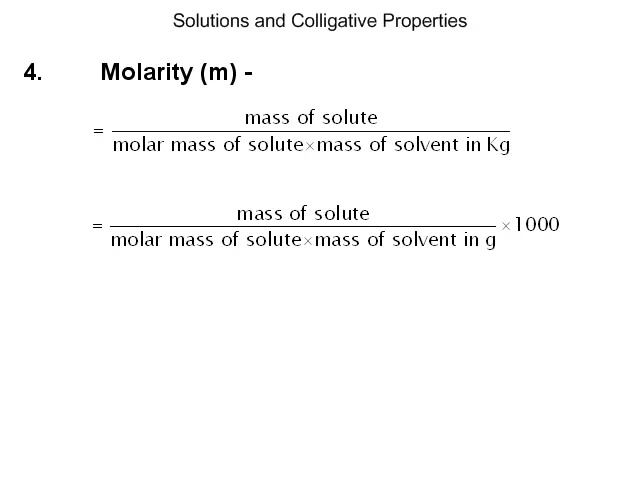 Solutions and Colligative Properties
4. Molarity (m) -
= mass of solute
molar mass of solute×mass of solvent in Kg
= mass of solute
molar mass of solute×mass of solvent in g ×1000